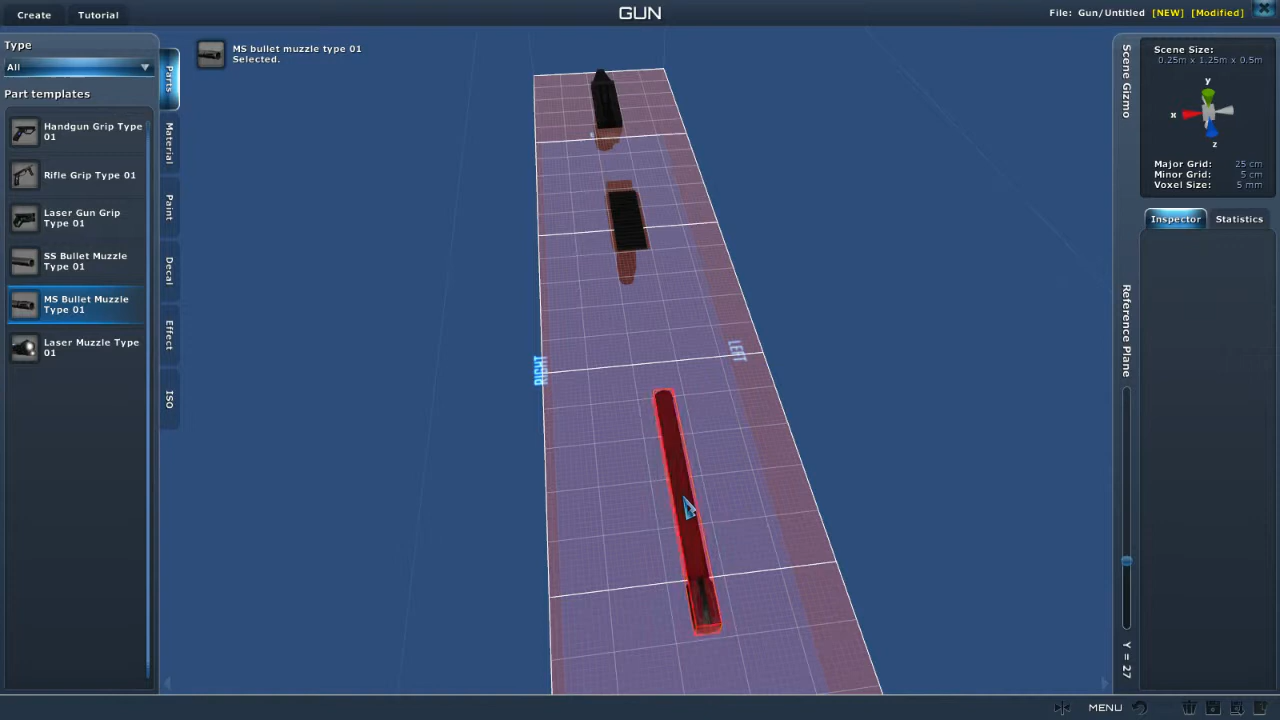 Create
Tutorial
GUN
File: Gun/Untitled [NEW] [Modified]
Type
All
Part templates
Handgun Grip Type
01
Rifle Grip Type 01
Laser Gun Grip
Type 01
SS Bullet Muzzle
Type 01
MS Bullet Muzzle
Type 01
Laser Muzzle Type
01
Parts
Material
Paint
Decal
Effect
ISO
MS bullet muzzle type 01
Selected.
RIGHT
LEFT
Scene Gizmo
Scene Size:
0.25m x 1.25m x 0.5m
y
x
z
Major Grid: 25 cm
Minor Grid: 5 cm
Voxel Size: 5 mm
Inspector
Statistics
Reference Plane
Y = 27
MENU